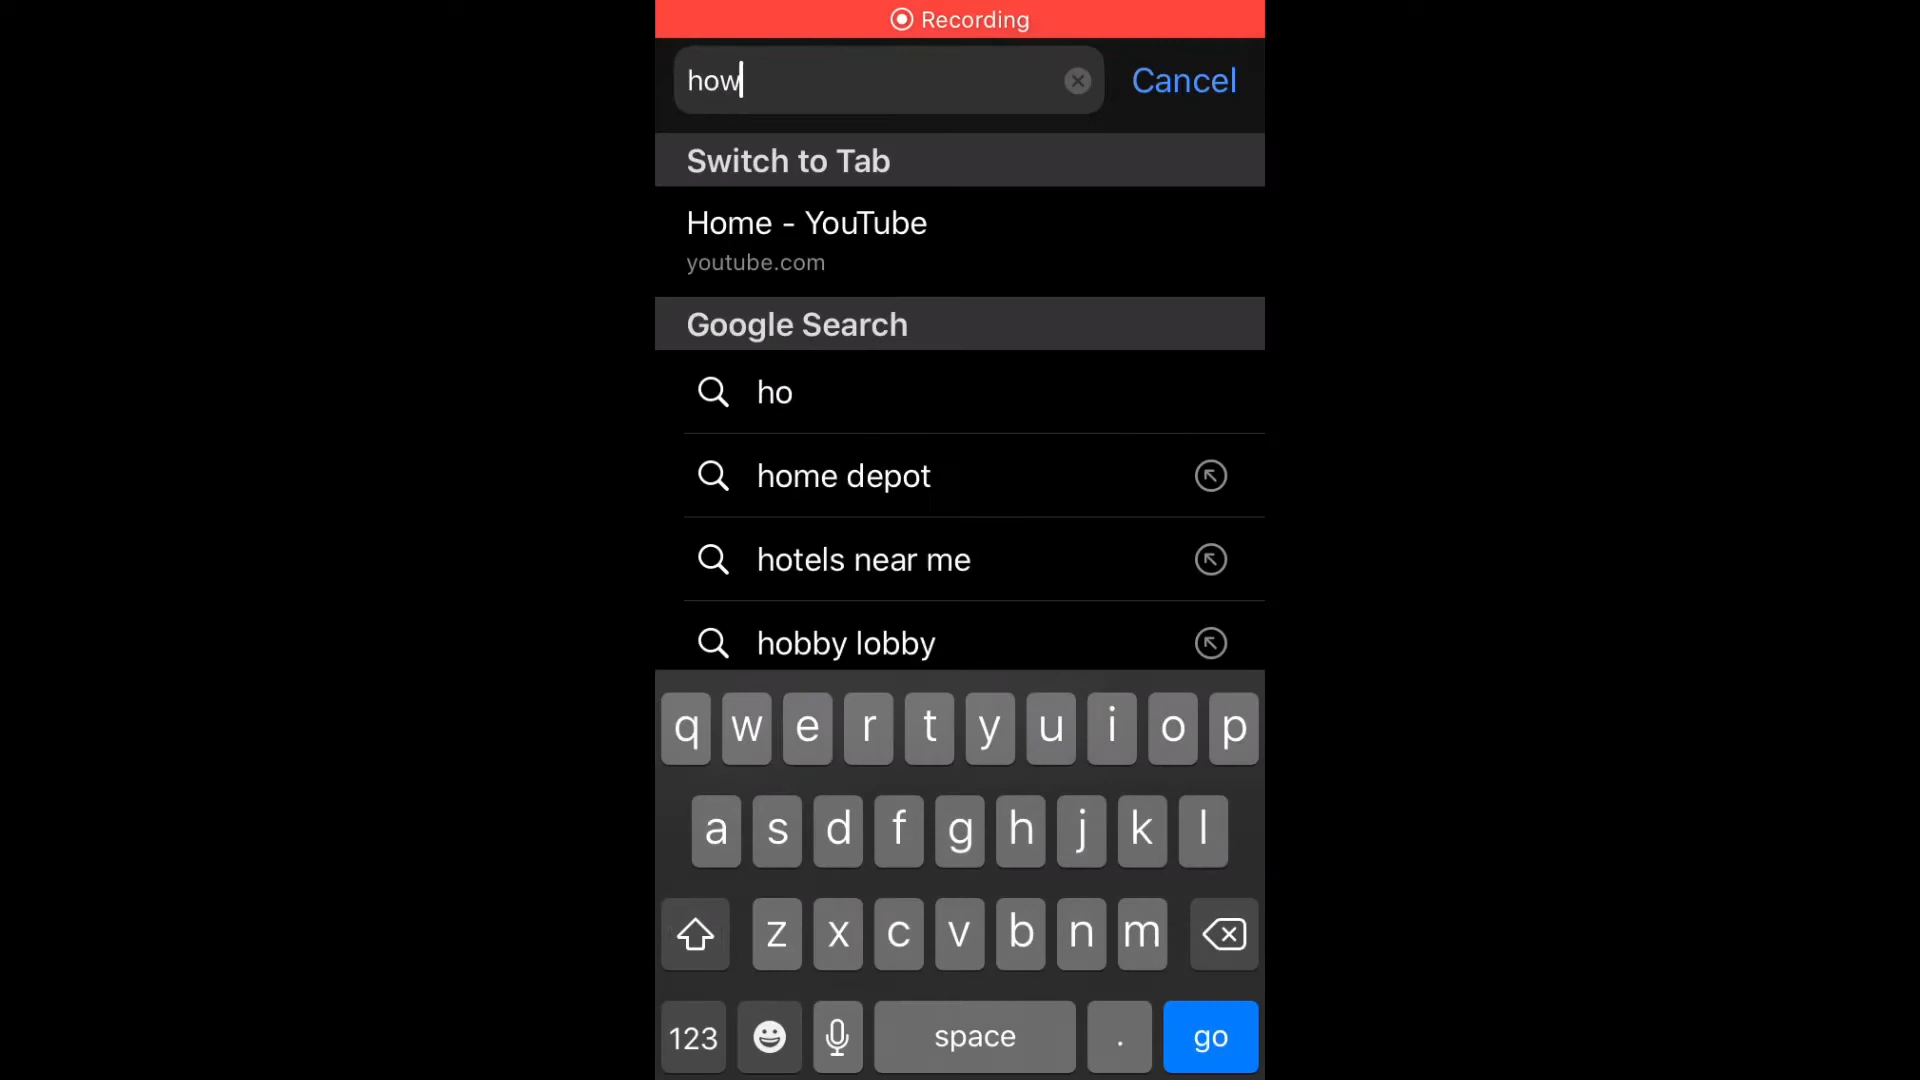 Recording
how
Cancel
Switch to Tab
Home - YouTube
youtube.com
Google Search
ho
home depot
hotels near me
hobby lobby
q w e r t y u i o p
a s d f g h j k l
z x c v b n m
123 space . go